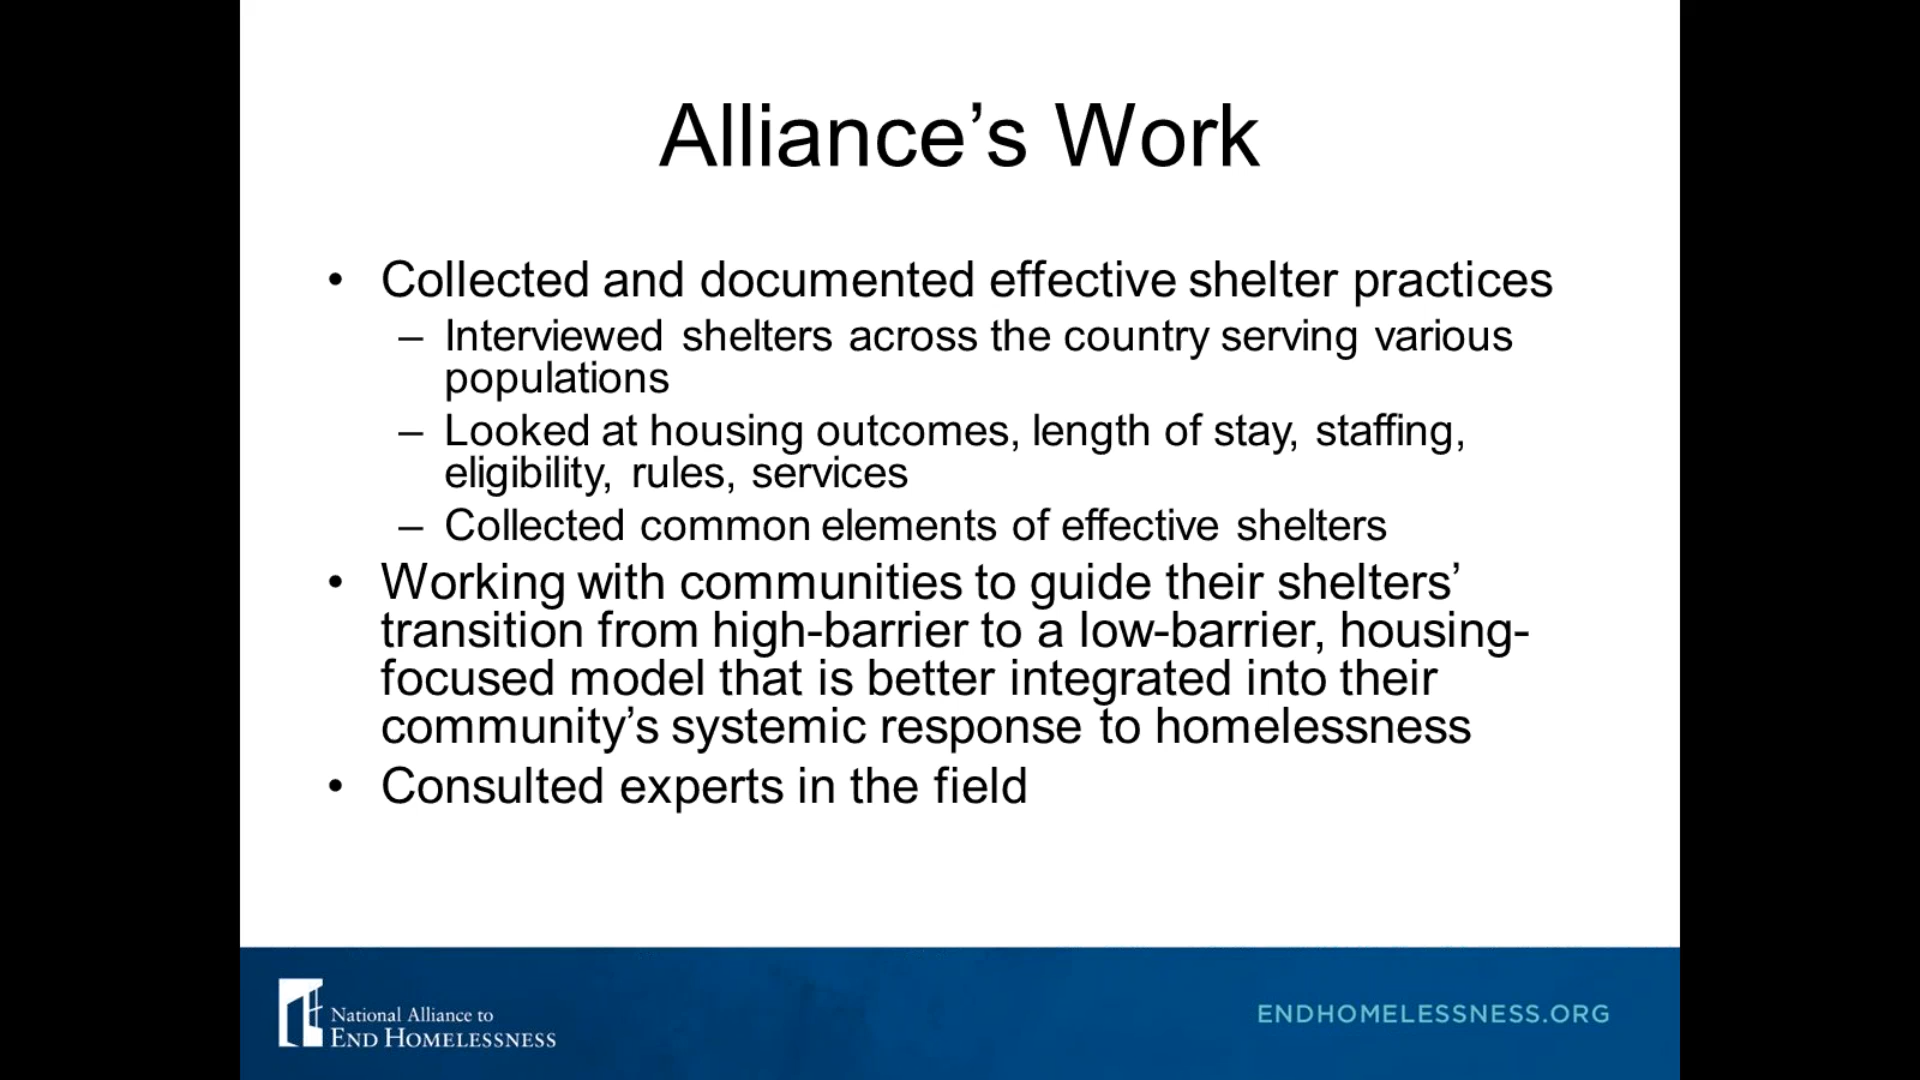 Alliance’s Work
• Collected and documented effective shelter practices
– Interviewed shelters across the country serving various
populations
– Looked at housing outcomes, length of stay, staffing,
eligibility, rules, services
– Collected common elements of effective shelters
• Working with communities to guide their shelters’
transition from high-barrier to a low-barrier, housing-
focused model that is better integrated into their
community’s systemic response to homelessness
• Consulted experts in the field
National Alliance to
END HOMELESSNESS
ENDHOMELESSNESS.ORG